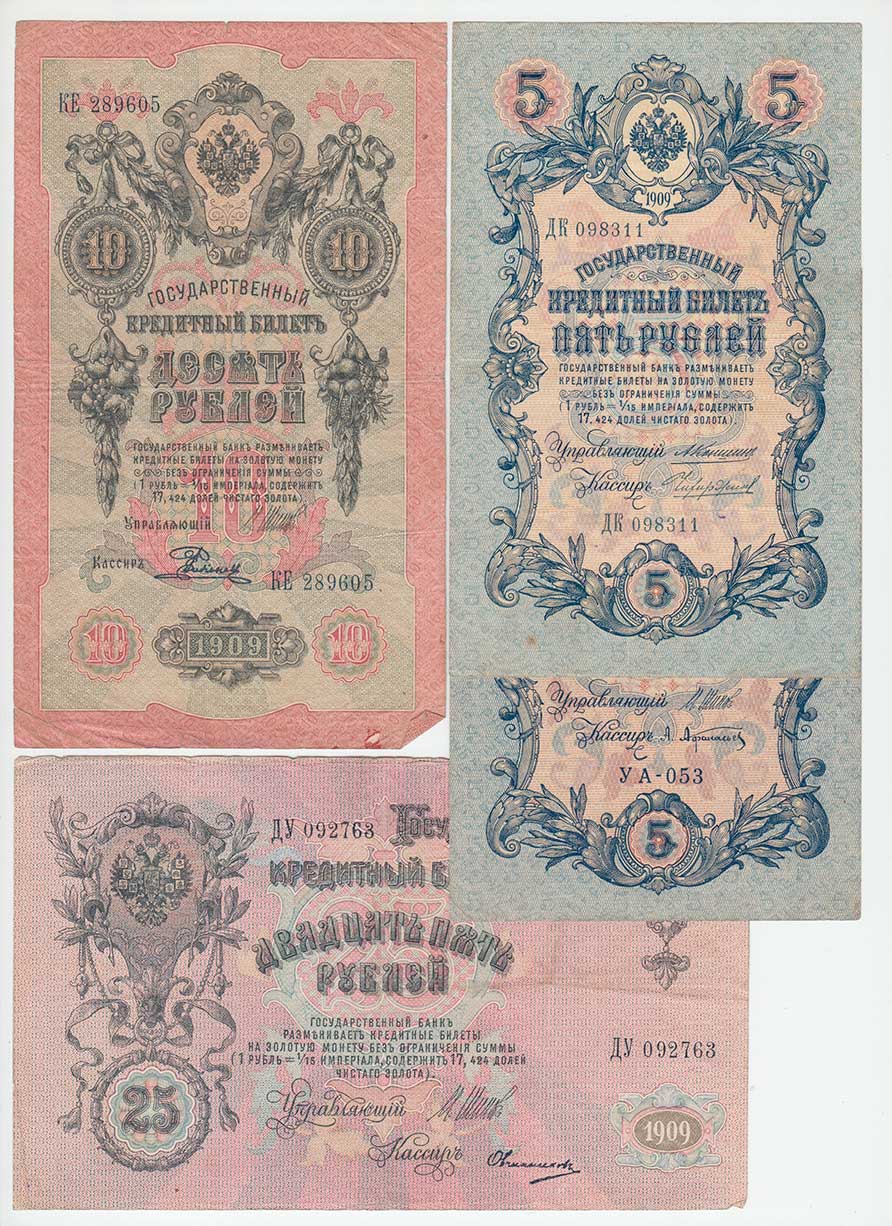 КЕ 289605
10 10
ГОСУДАРСТВЕННЫЙ
КРЕДИТНЫЙ БИЛЕТЪ
ДЕСЯТЬ
РУБЛЕЙ
ГОСУДАРСТВЕННЫЙ БАНКЪ РАЗМѢНИВАЕТЪ
КРЕДИТНЫЕ БИЛЕТЫ НА ЗОЛОТУЮ МОНЕТУ
БЕЗЪ ОГРАНИЧЕНІЯ СУММЫ
(1 РУБЛЬ = 1/15 ИМПЕРІАЛА, СОДЕРЖИТЪ
17, 424 ДОЛЕЙ ЧИСТАГО ЗОЛОТА).
10
УПРАВЛЯЮЩІЙ
КАССИРЪ
КЕ 289605
10 1909 10
5 5
1909
ДК 098311
ГОСУДАРСТВЕННЫЙ
КРЕДИТНЫЙ БИЛЕТЪ
ПЯТЬ РУБЛЕЙ
ГОСУДАРСТВЕННЫЙ БАНКЪ РАЗМѢНИВАЕТЪ
КРЕДИТНЫЕ БИЛЕТЫ НА ЗОЛОТУЮ МОНЕТУ
БЕЗЪ ОГРАНИЧЕНІЯ СУММЫ
(1 РУБЛЬ = 1/15 ИМПЕРІАЛА, СОДЕРЖИТЪ
17, 424 ДОЛЕЙ ЧИСТАГО ЗОЛОТА).
Управляющій
Кассиръ
ДК 098311
5
Управляющій
Кассиръ А. Афанасьевъ
УА-053
5
ДУ 092763 ГОСУ
КРЕДИТНЫЙ Б
25
ДВАДЦАТЬ ПЯТЬ
РУБЛЕЙ
ГОСУДАРСТВЕННЫЙ БАНКЪ
РАЗМѢНИВАЕТЪ КРЕДИТНЫЕ БИЛЕТЫ
НА ЗОЛОТУЮ МОНЕТУ БЕЗЪ ОГРАНИЧЕНІЯ СУММЫ
(1 РУБЛЬ = 1/15 ИМПЕРІАЛА, СОДЕРЖИТЪ 17, 424 ДОЛЕЙ
ЧИСТАГО ЗОЛОТА).
ДУ 092763
25
Управляющій
1909
Кассиръ